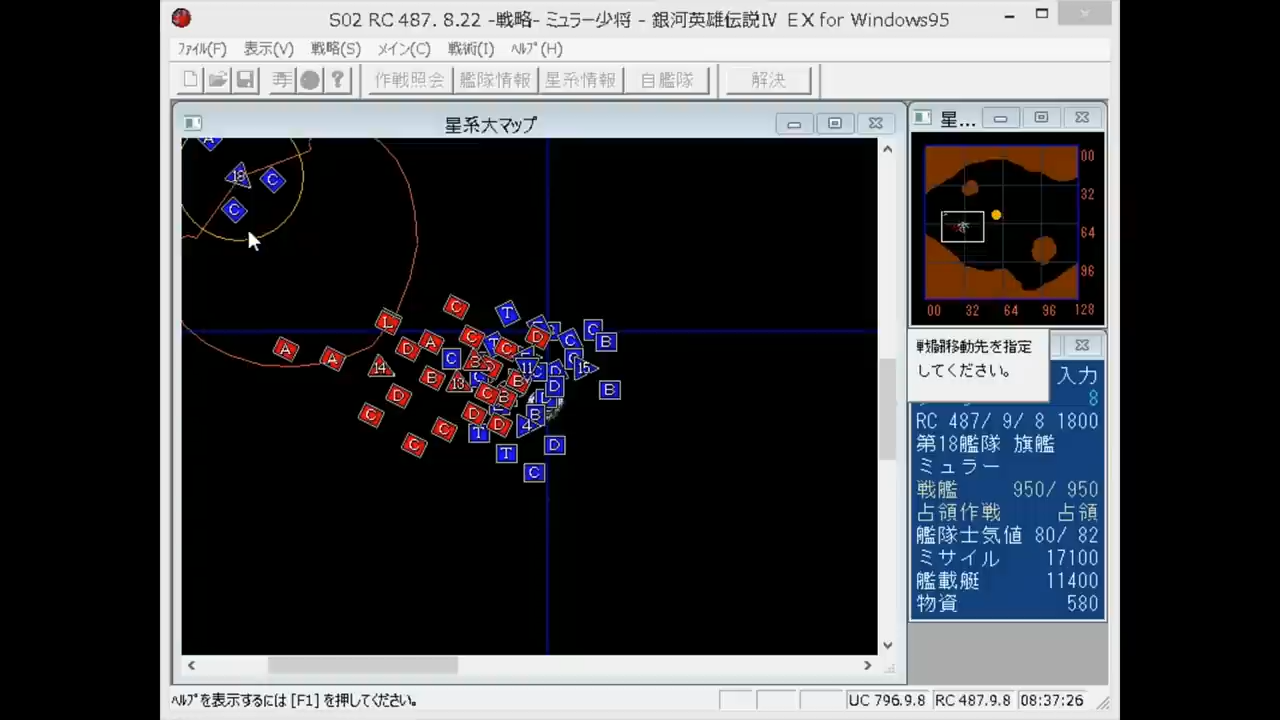 S02 RC 487. 8.22 -戦略- ミュラー少将 - 銀河英雄伝説Ⅳ EX for Windows95
ﾌｧｲﾙ(F) 表示(V) 戦略(S) メイン(C) 戦術(I) ﾍﾙﾌﾟ(H)
作戦照会 艦隊情報 星系情報 自艦隊 解決
星系大マップ
星...
00
32
64
96
00 32 64 96 128
戦闘移動先を指定
してください。
入力
8
RC 487/ 9/ 8 1800
第18艦隊 旗艦
ミュラー
戦艦 950/ 950
占領作戦 占領
艦隊士気値 80/ 82
ミサイル 17100
艦載艇 11400
物資 580
A
18
C
C
C
T
L
D
A
C
D
C
B
A
A
14
C
11
15
B
13
B
D
C
C
C
D
D
T
T
4
D
C
ﾍﾙﾌﾟを表示するには [F1] を押してください。
UC 796.9.8 RC 487.9.8 08:37:26